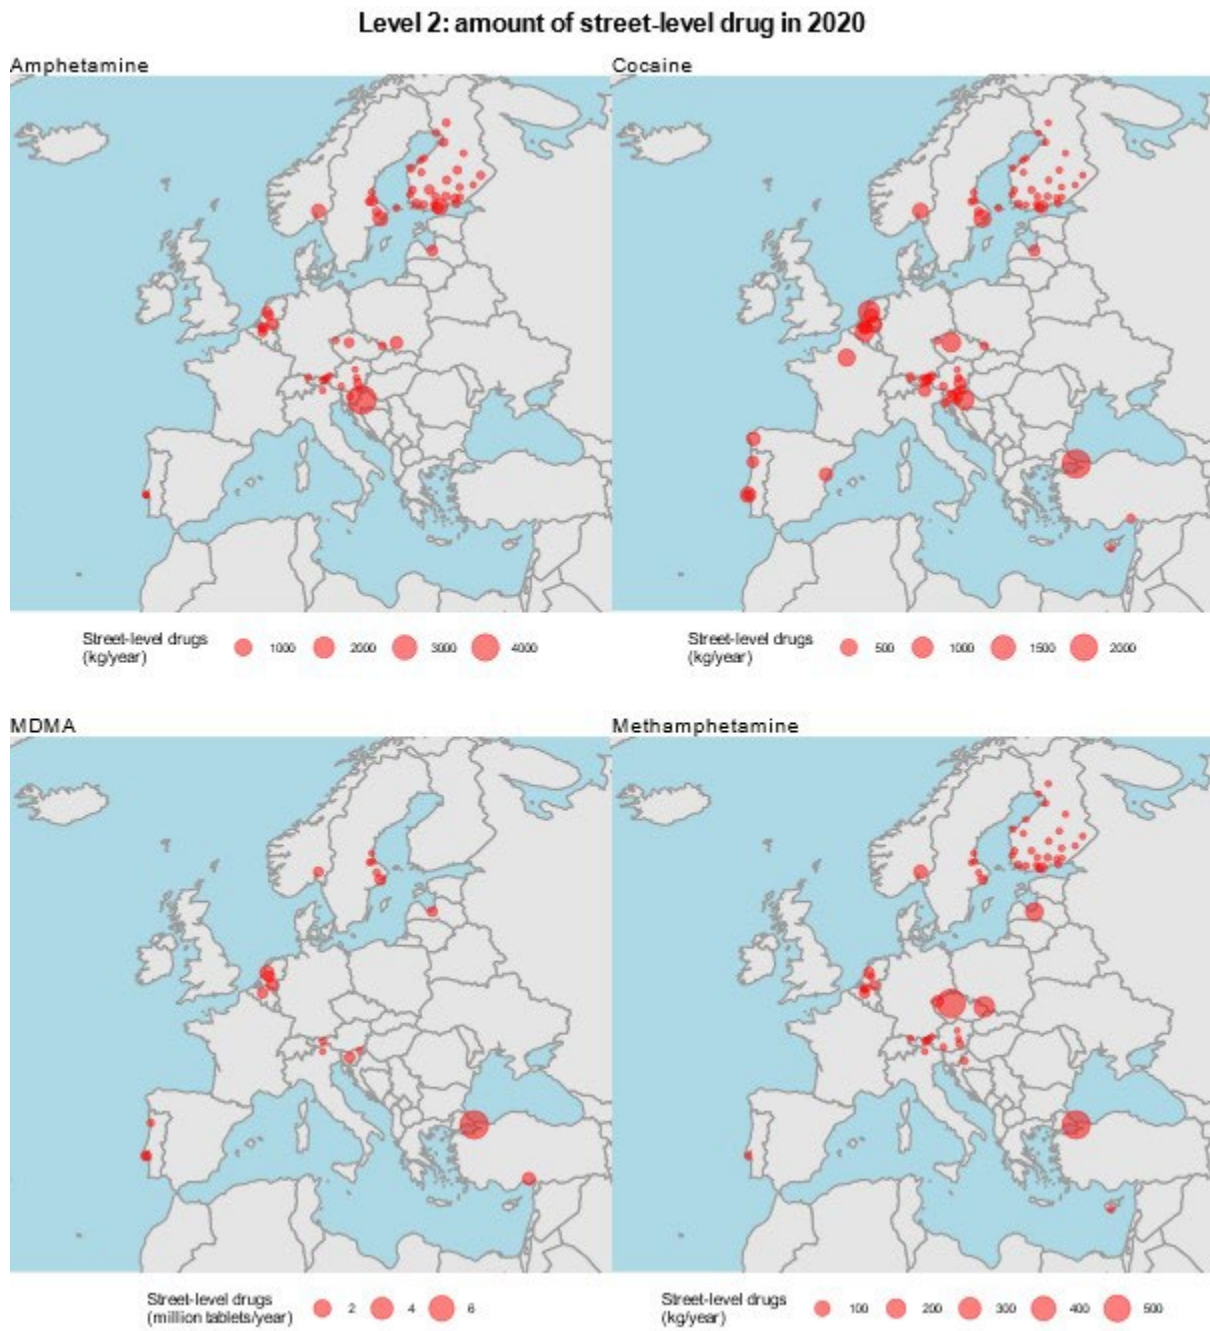 Level 2: amount of street-level drug in 2020
Amphetamine
Cocaine
Street-level drugs
(kg/year)
1000
2000
3000
4000
Street-level drugs
(kg/year)
500
1000
1500
2000
MDMA
Methamphetamine
Street-level drugs
(million tablets/year)
2
4
6
Street-level drugs
(kg/year)
100
200
300
400
500